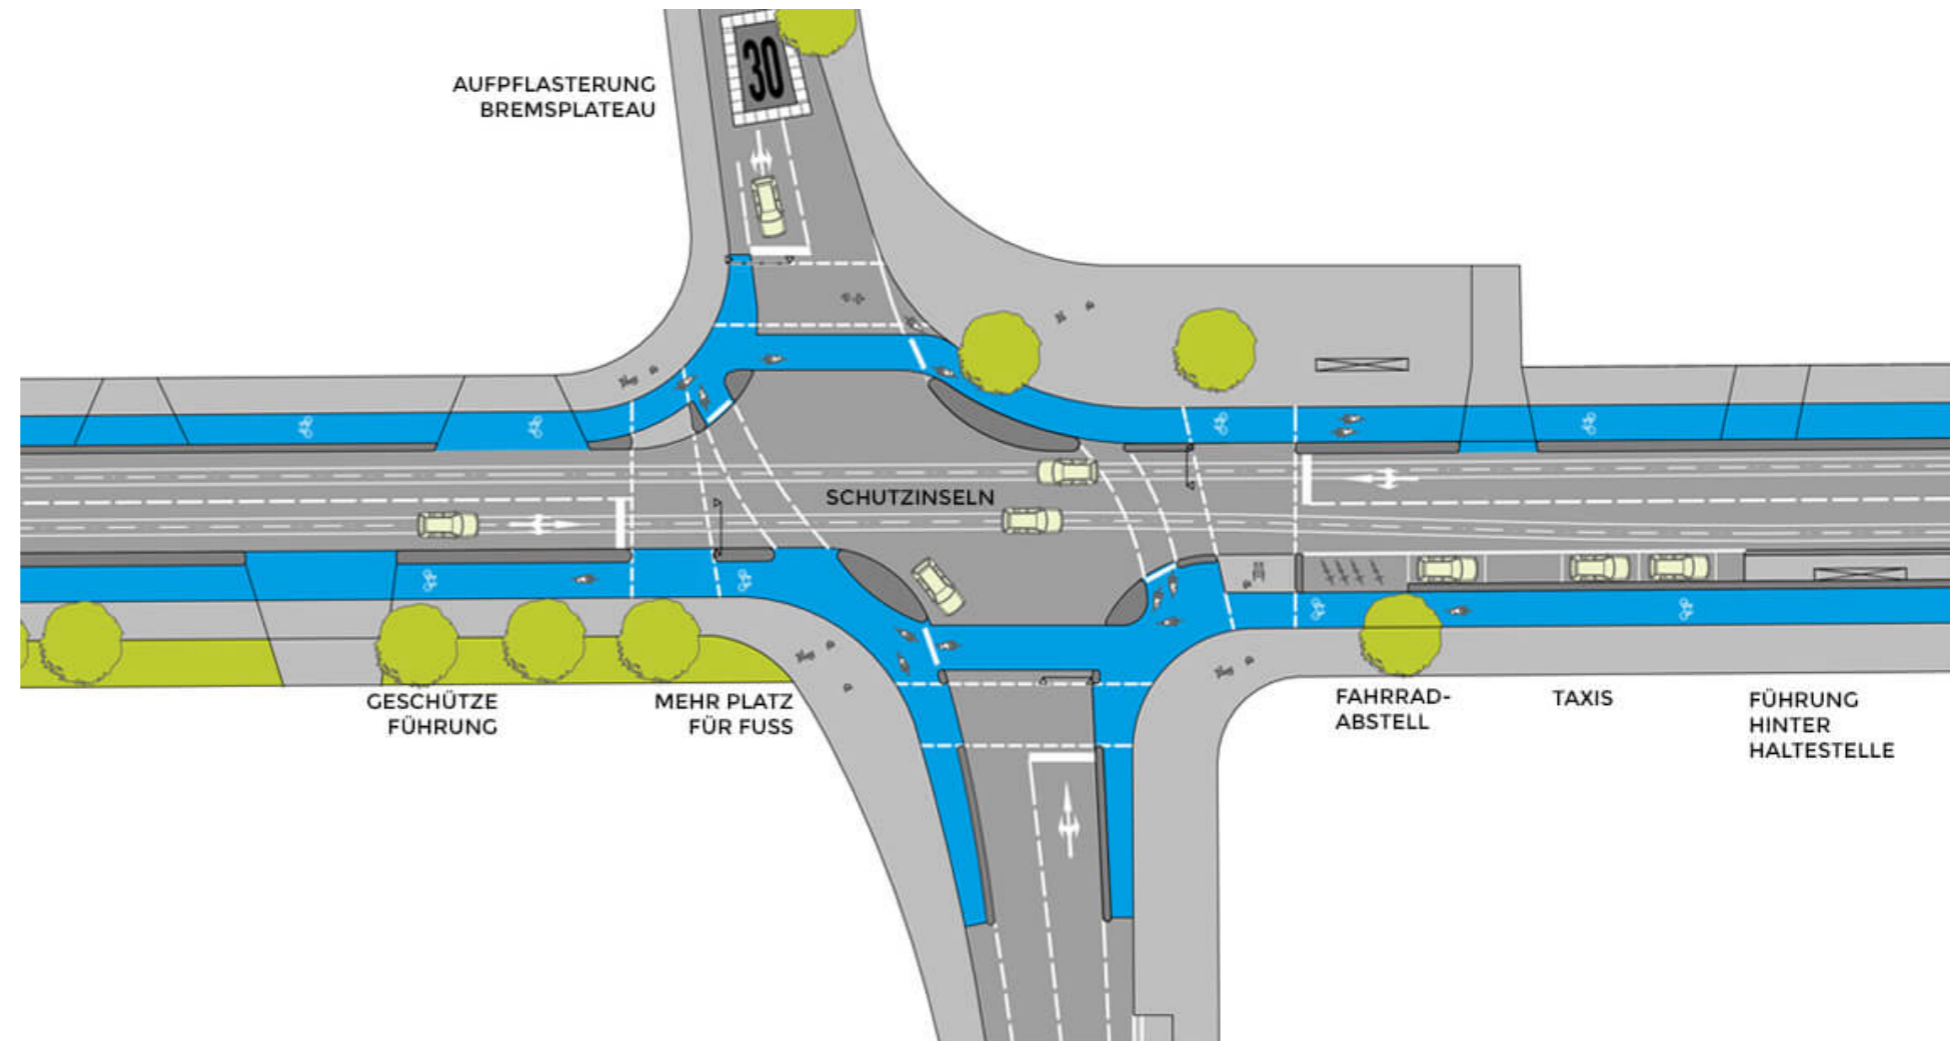 AUFPFLASTERUNG
BREMSPLATEAU
30
SCHUTZINSELN
GESCHÜTZE
FÜHRUNG
MEHR PLATZ
FÜR FUSS
FAHRRAD-
ABSTELL
TAXIS
FÜHRUNG
HINTER
HALTESTELLE